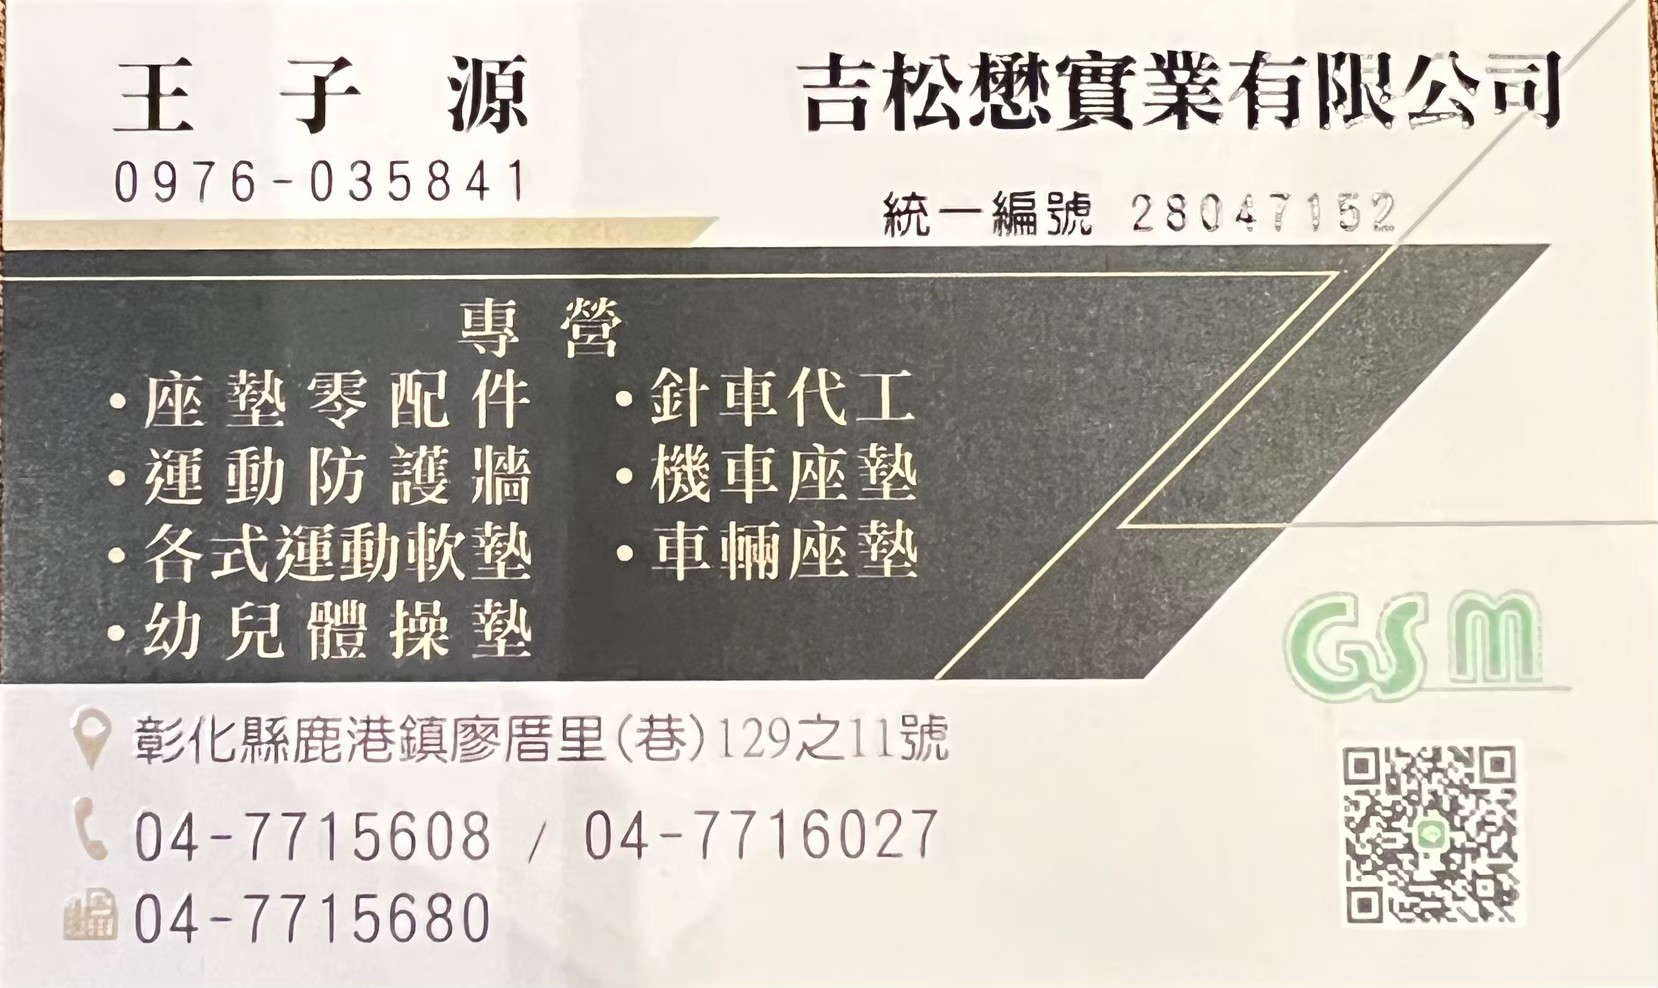 王子源
0976-035841
吉松懋實業有限公司
統一編號 28047152
專營
·座墊零配件
·運動防護牆
·各式運動軟墊
·幼兒體操墊
·針車代工
·機車座墊
·車輛座墊
GSm
彰化縣鹿港鎮廖厝里(巷)129之11號
04-7715608 / 04-7716027
04-7715680